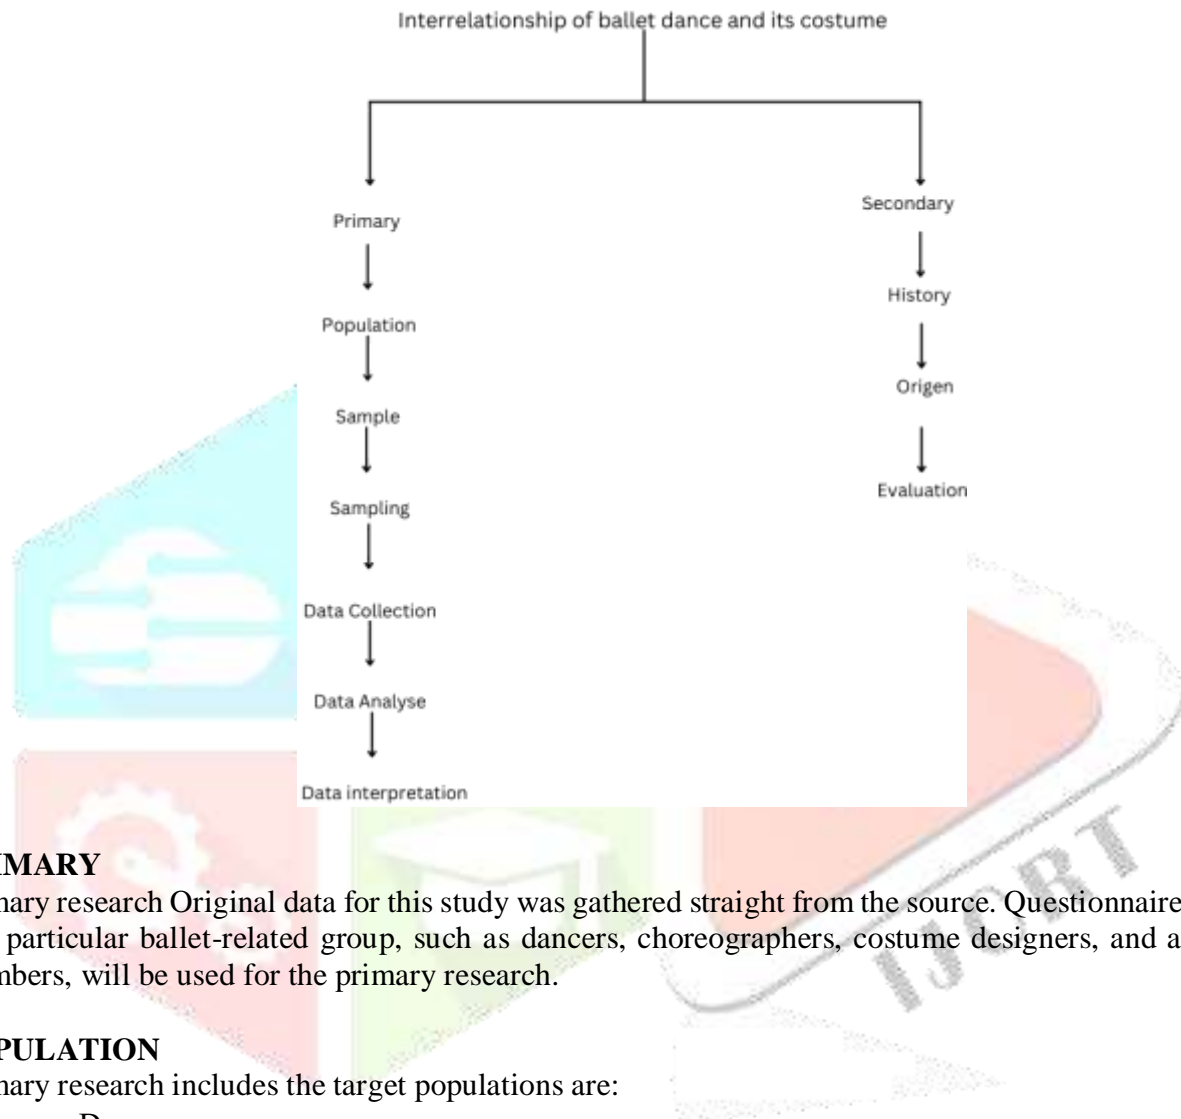 Interrelationship of ballet dance and its costume
Primary
Population
Sample
Sampling
Data Collection
Data Analyse
Data interpretation
Secondary
History
Origen
Evaluation
IJCRT
MARY
nary research Original data for this study was gathered straight from the source. Questionnaire
particular ballet-related group, such as dancers, choreographers, costume designers, and a
nbers, will be used for the primary research.
PULATION
nary research includes the target populations are: